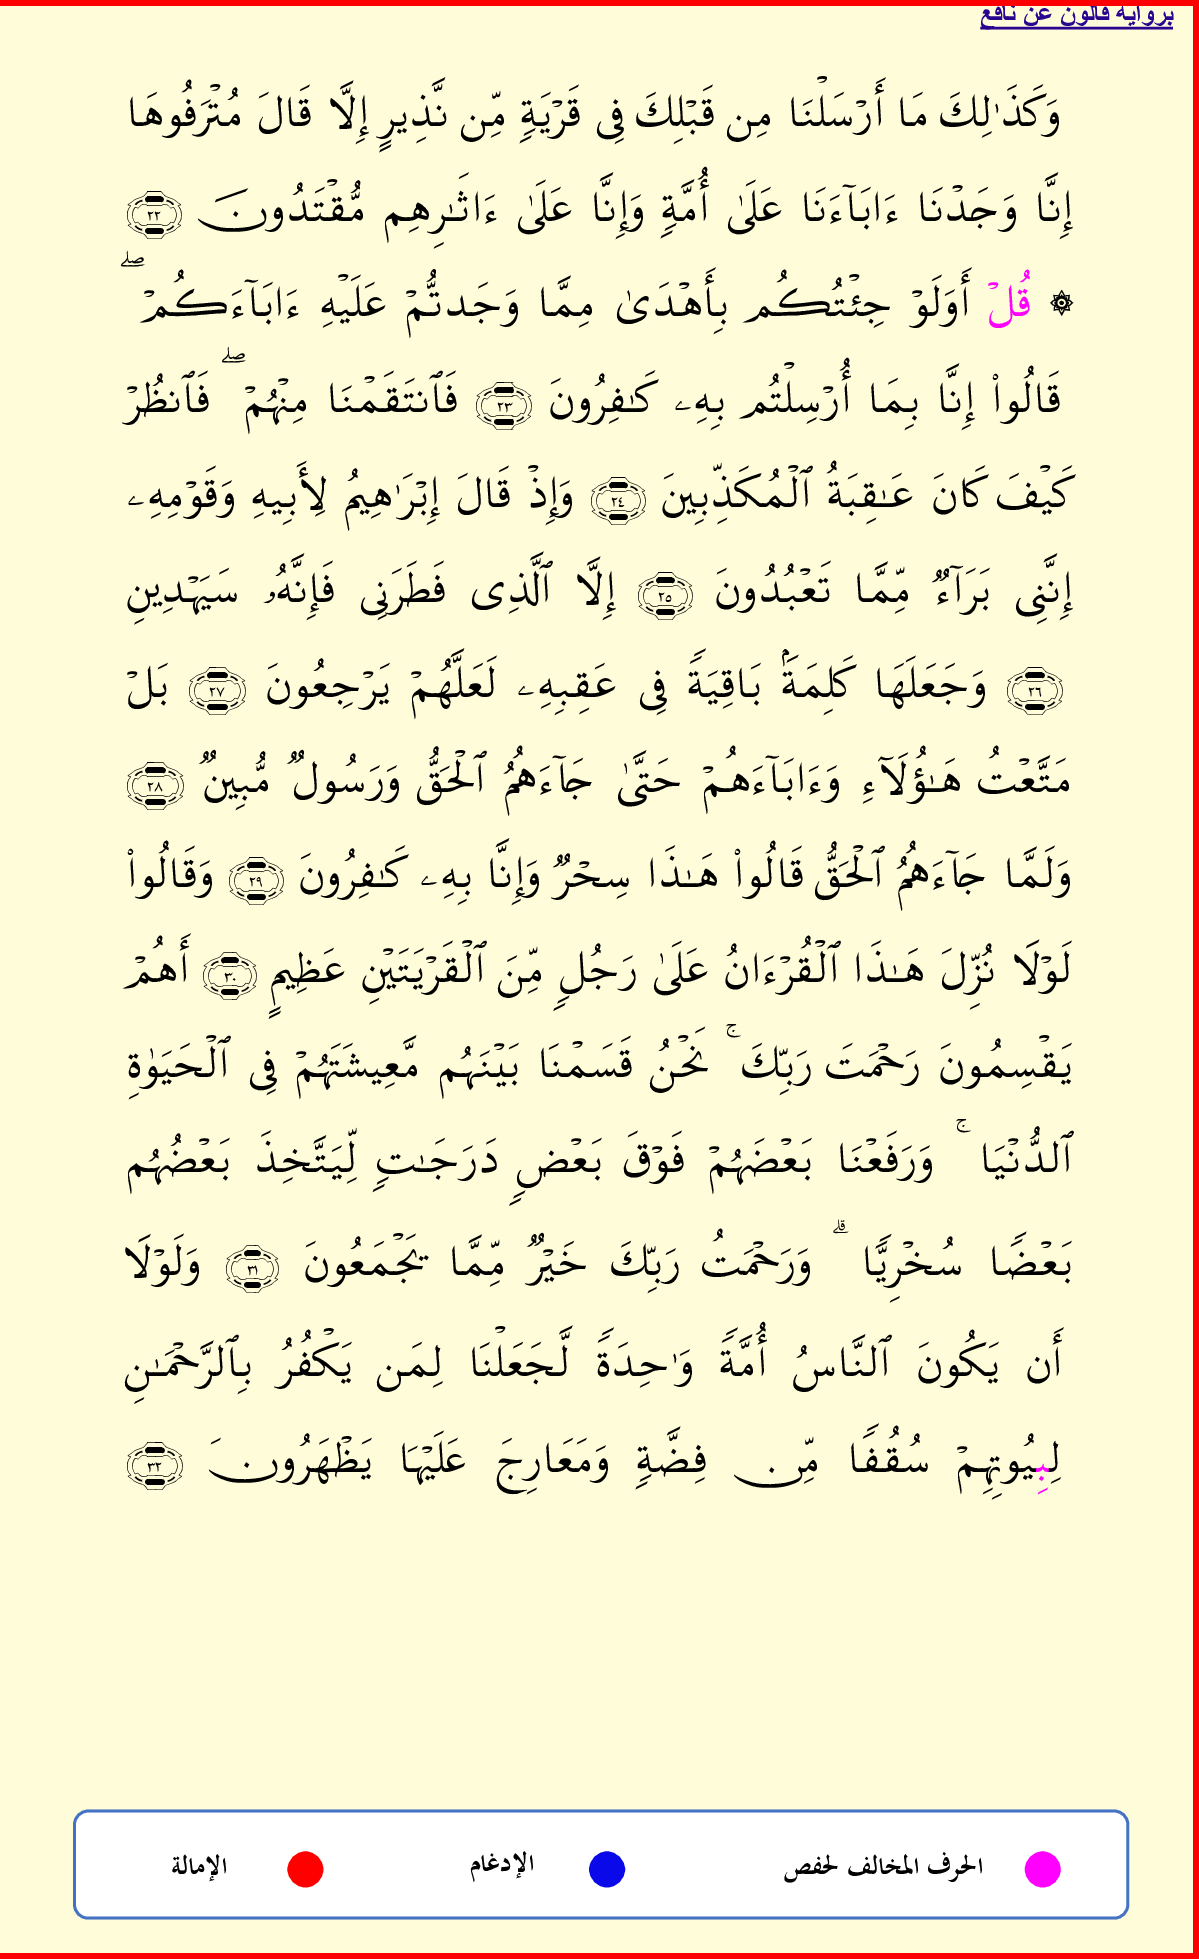 برواية قالون عن نافع
وَكَذَٰلِكَ مَا أَرْسَلْنَا مِن قَبْلِكَ فِى قَرْيَةٍ مِّن نَّذِيرٍ إِلَّا قَالَ مُتْرَفُوهَا
إِنَّا وَجَدْنَا ءَابَآءَنَا عَلَىٰ أُمَّةٍ وَإِنَّا عَلَىٰ ءَاثَـٰرِهِم مُّقْتَدُونَ ٢٢
۞ قُلْ أَوَلَوْ جِئْتُكُم بِأَهْدَىٰ مِمَّا وَجَدتُّمْ عَلَيْهِ ءَابَآءَكُمْ ۖ
قَالُوا۟ إِنَّا بِمَا أُرْسِلْتُم بِهِۦ كَـٰفِرُونَ ٢٣ فَٱنتَقَمْنَا مِنْهُمْ ۖ فَٱنظُرْ
كَيْفَ كَانَ عَـٰقِبَةُ ٱلْمُكَذِّبِينَ ٢٤ وَإِذْ قَالَ إِبْرَٰهِيمُ لِأَبِيهِ وَقَوْمِهِۦ
إِنَّنِى بَرَآءٌ مِّمَّا تَعْبُدُونَ ٢٥ إِلَّا ٱلَّذِى فَطَرَنِى فَإِنَّهُۥ سَيَهْدِينِ
٢٦ وَجَعَلَهَا كَلِمَةًۢ بَاقِيَةً فِى عَقِبِهِۦ لَعَلَّهُمْ يَرْجِعُونَ ٢٧ بَلْ
مَتَّعْتُ هَـٰؤُلَآءِ وَءَابَآءَهُمْ حَتَّىٰ جَآءَهُمُ ٱلْحَقُّ وَرَسُولٌ مُّبِينٌ ٢٨
وَلَمَّا جَآءَهُمُ ٱلْحَقُّ قَالُوا۟ هَـٰذَا سِحْرٌ وَإِنَّا بِهِۦ كَـٰفِرُونَ ٢٩ وَقَالُوا۟
لَوْلَا نُزِّلَ هَـٰذَا ٱلْقُرْءَانُ عَلَىٰ رَجُلٍ مِّنَ ٱلْقَرْيَتَيْنِ عَظِيمٍ ٣٠ أَهُمْ
يَقْسِمُونَ رَحْمَتَ رَبِّكَ ۚ نَحْنُ قَسَمْنَا بَيْنَهُم مَّعِيشَتَهُمْ فِى ٱلْحَيَوٰةِ
ٱلدُّنْيَا ۚ وَرَفَعْنَا بَعْضَهُمْ فَوْقَ بَعْضٍ دَرَجَـٰتٍ لِّيَتَّخِذَ بَعْضُهُم
بَعْضًا سُخْرِيًّا ۗ وَرَحْمَتُ رَبِّكَ خَيْرٌ مِّمَّا يَجْمَعُونَ ٣١ وَلَوْلَا
أَن يَكُونَ ٱلنَّاسُ أُمَّةً وَٰحِدَةً لَّجَعَلْنَا لِمَن يَكْفُرُ بِٱلرَّحْمَـٰنِ
لِبِيُوتِهِمْ سُقُفًا مِّن فِضَّةٍ وَمَعَارِجَ عَلَيْهَا يَظْهَرُونَ ٣٢
الحرف المخالف لحفص الإدغام الإمالة